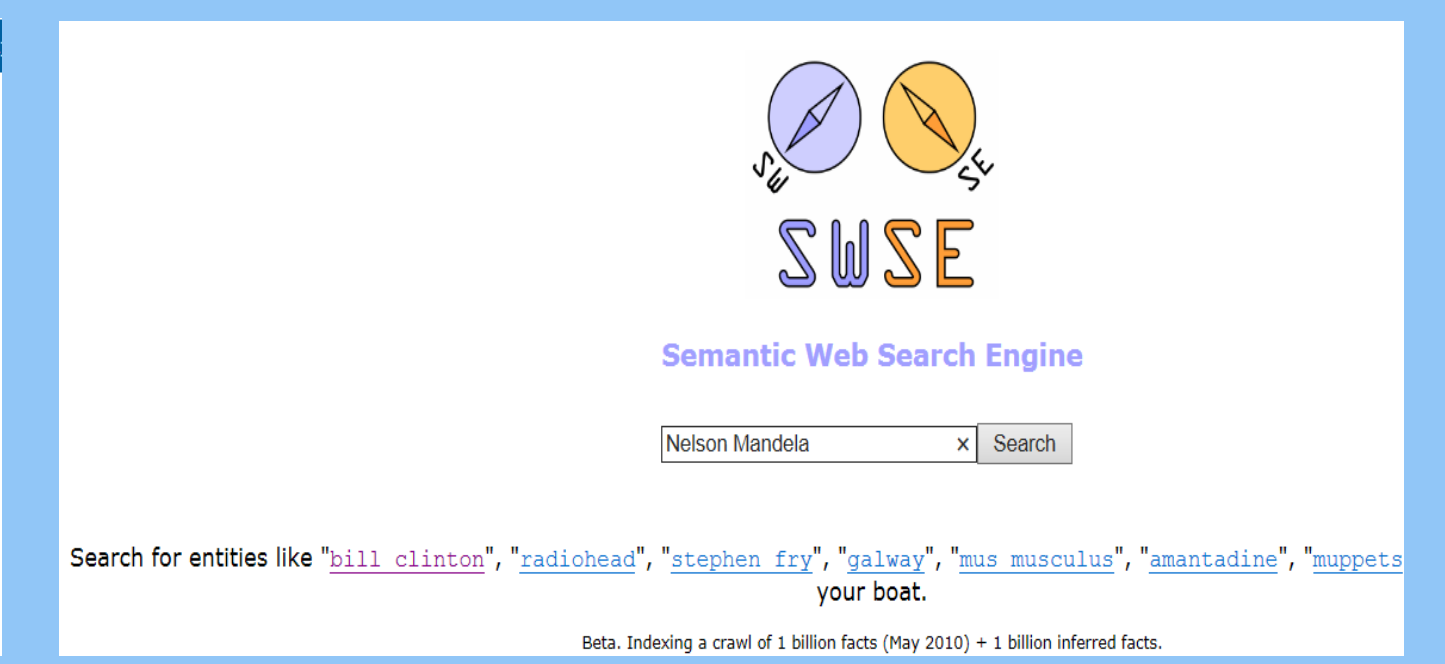 SW SE
SWSE
Semantic Web Search Engine
Nelson Mandela x Search
Search for entities like "bill clinton", "radiohead", "stephen fry", "galway", "mus musculus", "amantadine", "muppets
your boat.
Beta. Indexing a crawl of 1 billion facts (May 2010) + 1 billion inferred facts.